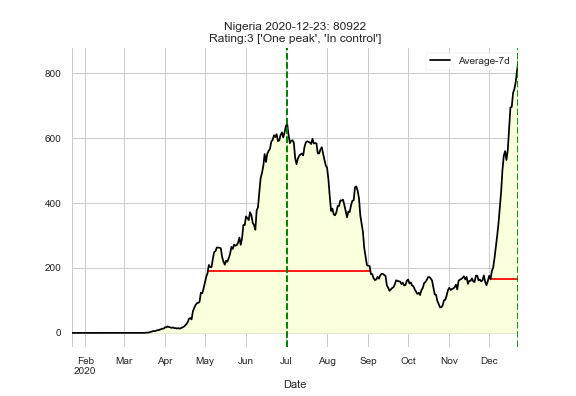 Nigeria 2020-12-23: 80922
Rating:3 ['One peak', 'In control']
Average-7d
800
600
400
200
0
Feb Mar Apr May Jun Jul Aug Sep Oct Nov Dec
2020
Date